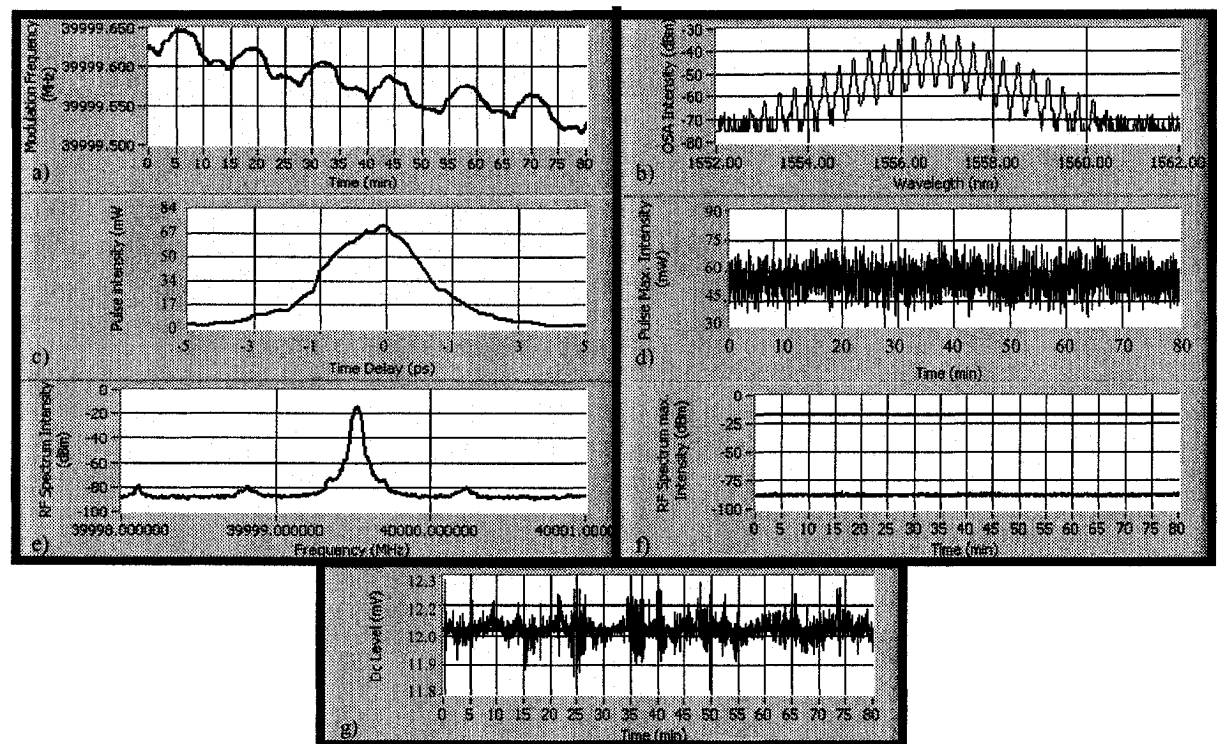 Modulation Frequency
(MHz)
39999.650
39999.600
39999.550
39999.500
0 5 10 15 20 25 30 35 40 45 50 55 60 65 70 75 80
Time (min)
a)
OSA Intensity (dBm)
-30
-40
-50
-60
-70
-80
1552.00 1554.00 1556.00 1558.00 1560.00 1562.00
Wavelegth (nm)
b)
Pulse Intensity (mW
84
67
50
34
17
0
-5 -3 -1 0 -1 3 5
Time Delay (ps)
c)
Pulse Max. Intensity
(mW)
90
75
60
45
30
0 10 20 30 40 50 60 70 80
Time (min)
d)
RF Spectrum Intensity
(dBm)
0
-20
-40
-60
-80
-100
39998.000000 39999.000000 40000.000000 40001.0000
Frequency (MHz)
e)
RF Spectrum max
Intensity (dBm)
0
-25
-50
-75
-100
0 5 10 15 20 25 30 35 40 45 50 55 60 65 70 75 80
Time (min)
f)
Dc Level (mV)
12.3
12.2
12.0
11.9
11.8
0 5 10 15 20 25 30 35 40 45 50 55 60 65 70 75 80
Time (min)
g)